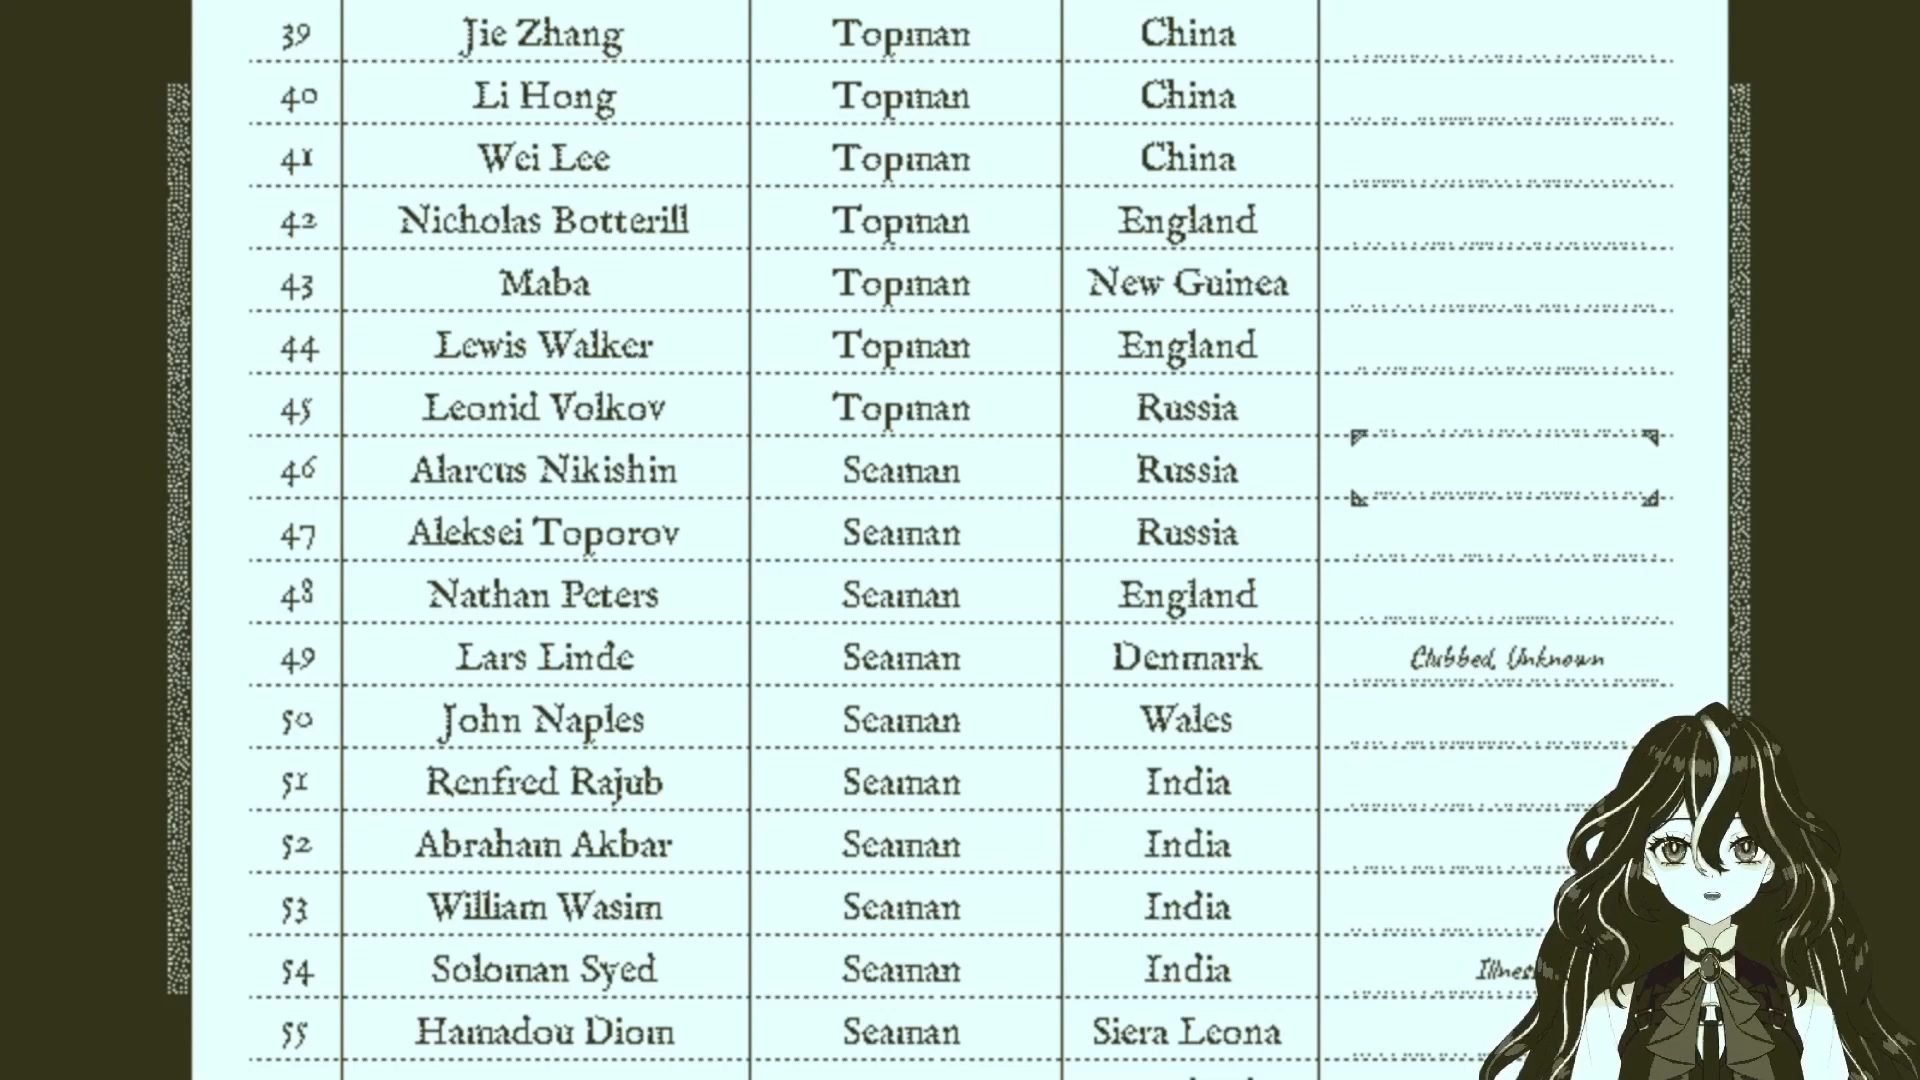 39 Jie Zhang Topman China
40 Li Hong Topman China
41 Wei Lee Topman China
42 Nicholas Botterill Topman England
43 Maba Topman New Guinea
44 Lewis Walker Topman England
45 Leonid Volkov Topman Russia
46 Alarcus Nikishin Seaman Russia
47 Aleksei Toporov Seaman Russia
48 Nathan Peters Seaman England
49 Lars Linde Seaman Denmark Clubbed, Unknown
50 John Naples Seaman Wales
51 Renfred Rajub Seaman India
52 Abraham Akbar Seaman India
53 William Wasim Seaman India
54 Soloman Syed Seaman India
55 Hamadou Diom Seaman Siera Leona